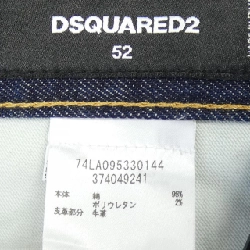 DSQUARED2
52
74LA095330144
374049241
本体 綿 98%
ポリウレタン 2%
皮革部分 牛革